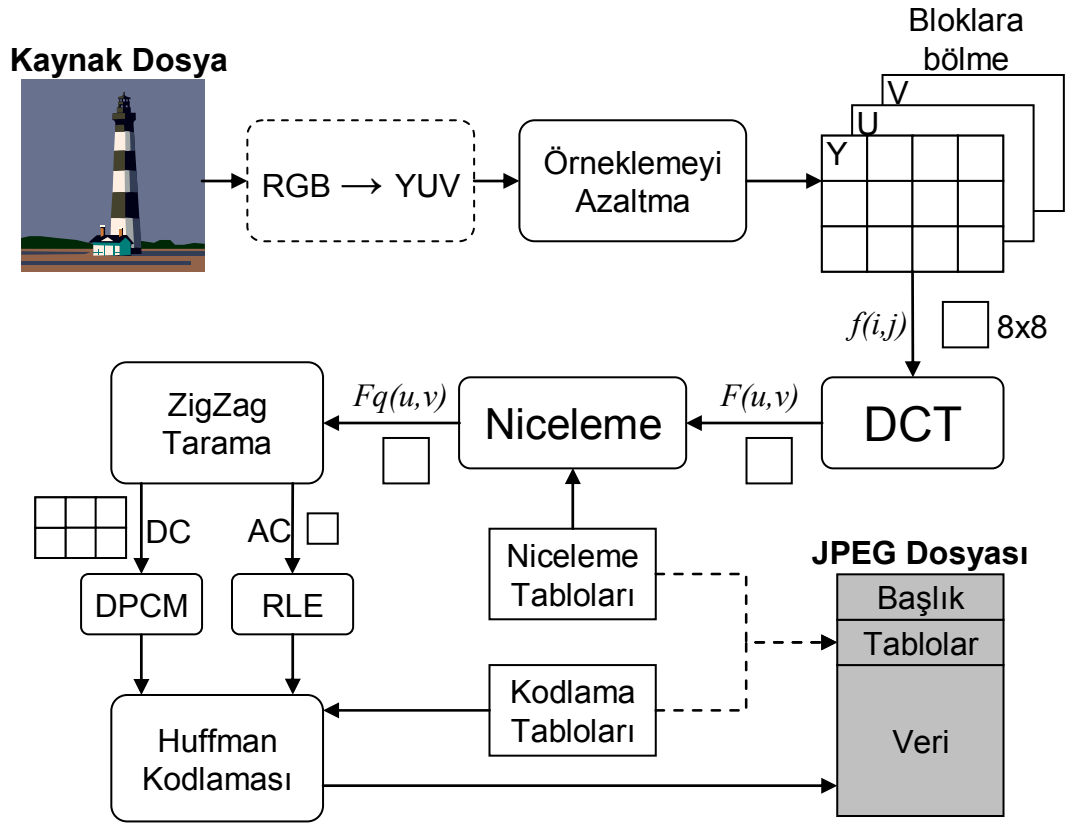 Kaynak Dosya
RGB → YUV
Örneklemeyi
Azaltma
Bloklara
bölme
V
U
Y
f(i,j)
8x8
DCT
F(u,v)
Niceleme
Fq(u,v)
ZigZag
Tarama
DC
AC
DPCM
RLE
Niceleme
Tabloları
Kodlama
Tabloları
Huffman
Kodlaması
JPEG Dosyası
Başlık
Tablolar
Veri